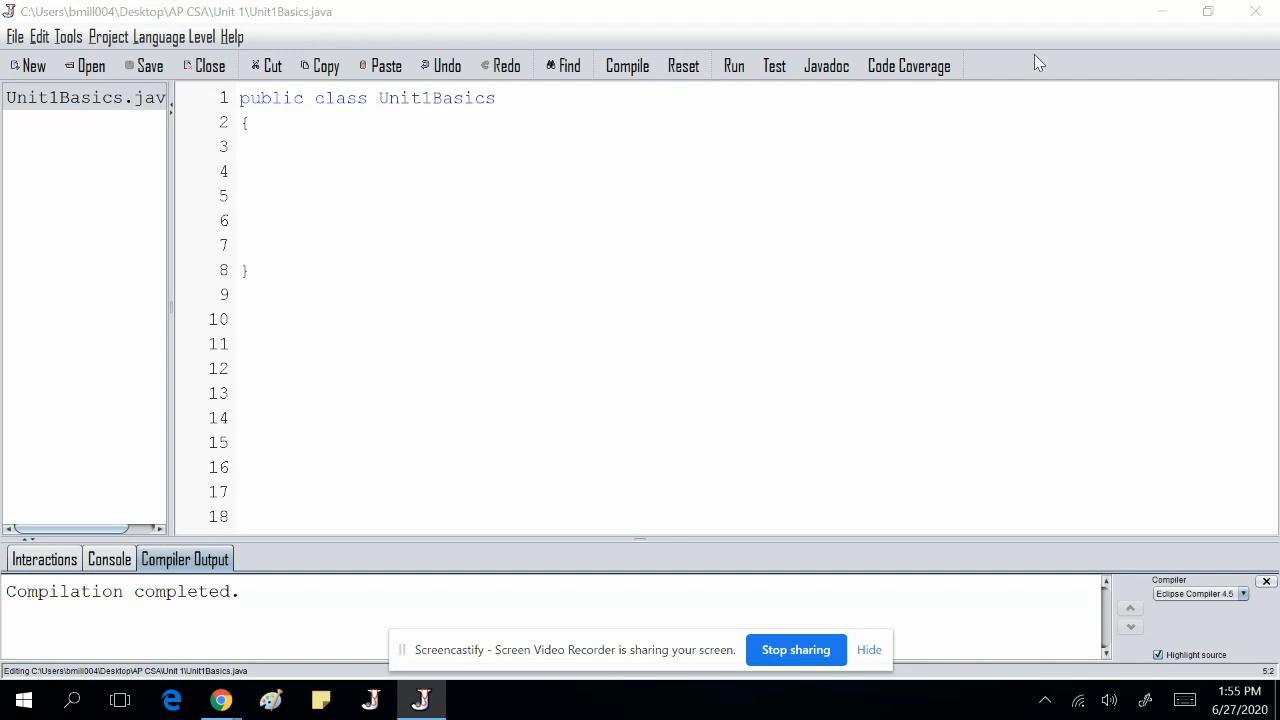 C:\Users\bmill004\Desktop\AP CSA\Unit 1\Unit1Basics.java
File Edit Tools Project Language Level Help
New Open Save Close Cut Copy Paste Undo Redo Find Compile Reset Run Test Javadoc Code Coverage
Unit1Basics.jav
1 public class Unit1Basics
2 {
3
4
5
6
7
8 }
9
10
11
12
13
14
15
16
17
18
Interactions Console Compiler Output
Compilation completed.
Compiler
Eclipse Compiler 4.5
Highlight source
Screencastify - Screen Video Recorder is sharing your screen. Stop sharing Hide
Editing C:\Users\bmill004\Desktop\AP CSA\Unit 1\Unit1Basics.java 5:2
1:55 PM
6/27/2020